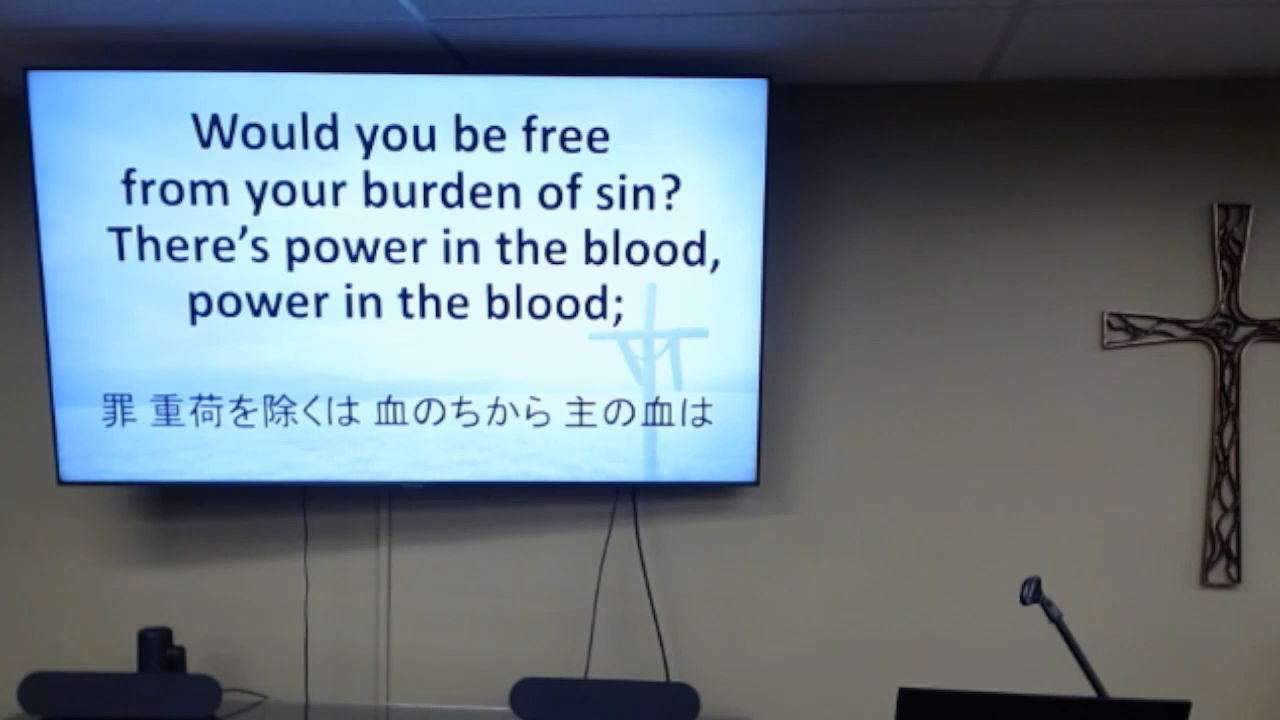 Would you be free
from your burden of sin?
There’s power in the blood,
power in the blood;
罪 重荷を除くは 血のちから 主の血は